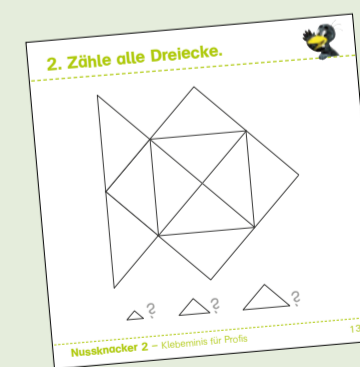 2. Zähle alle Dreiecke.
? ? ?
Nussknacker 2 – Klebeminis für Profis 13